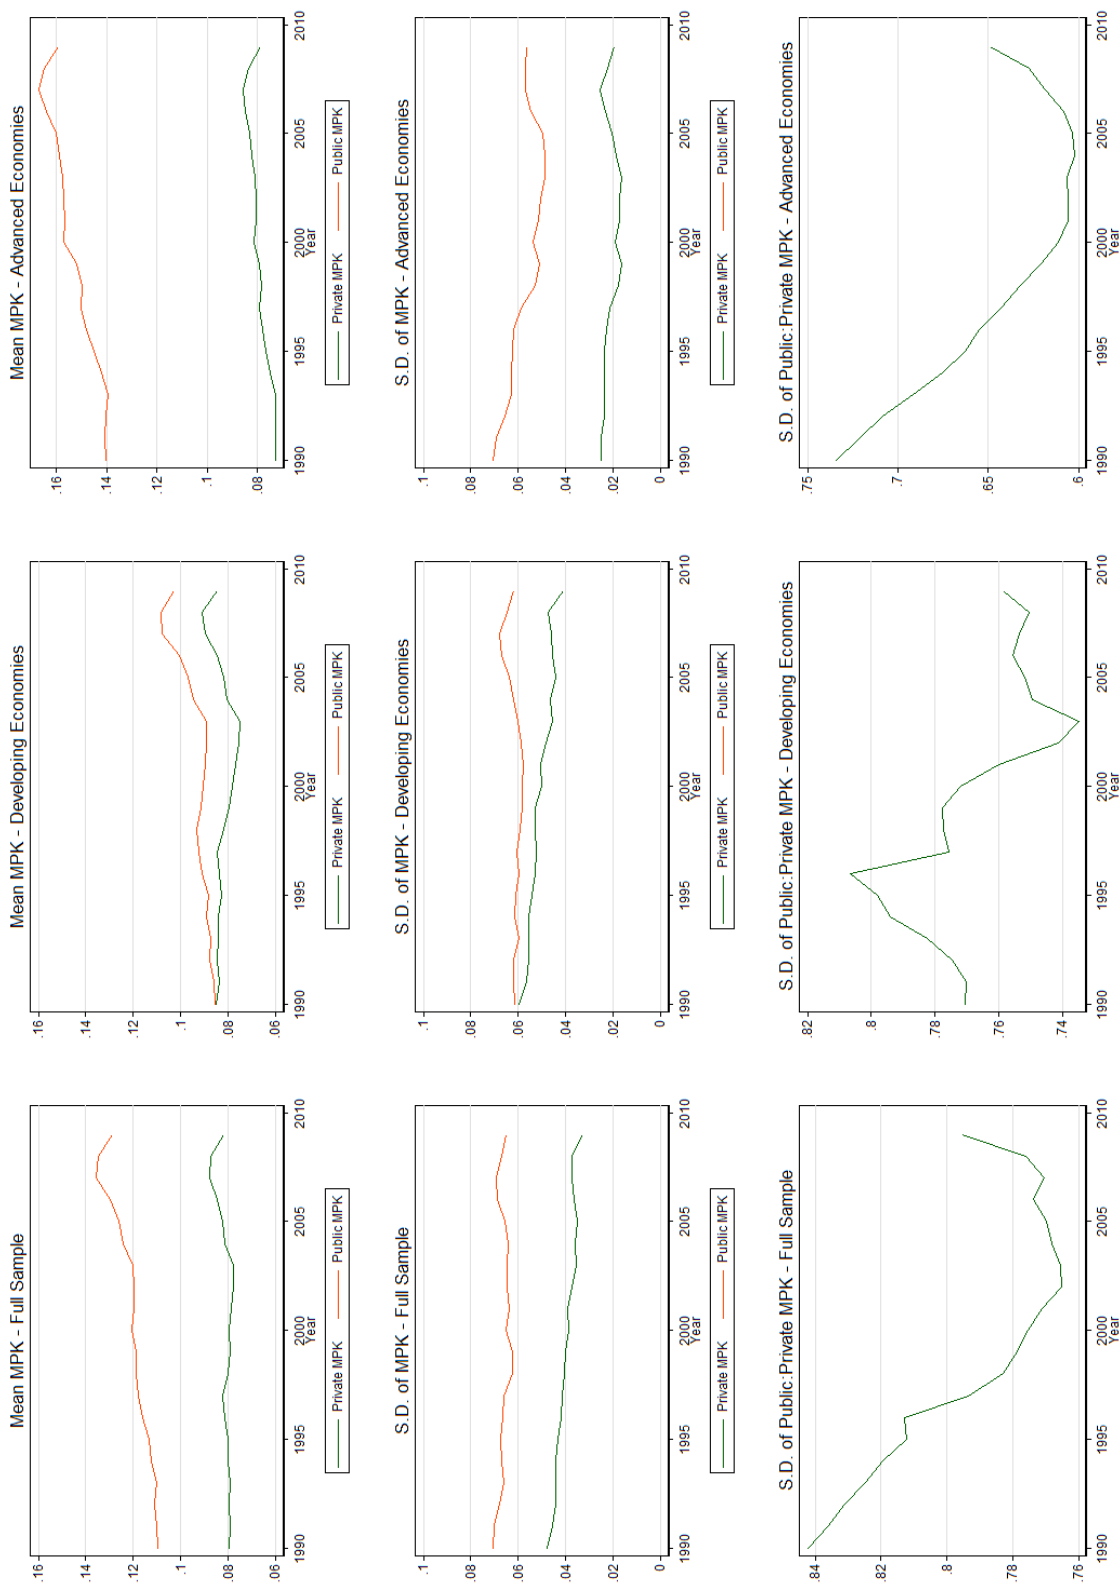 Mean MPK - Full Sample
.16
.14
.12
.1
.08
.06
1990 1995 2000 2005 2010
Year
Private MPK Public MPK
Mean MPK - Developing Economies
.16
.14
.12
.1
.08
.06
1990 1995 2000 2005 2010
Year
Private MPK Public MPK
Mean MPK - Advanced Economies
.16
.14
.12
.1
.08
1990 1995 2000 2005 2010
Year
Private MPK Public MPK
S.D. of MPK - Full Sample
.1
.08
.06
.04
.02
0
1990 1995 2000 2005 2010
Year
Private MPK Public MPK
S.D. of MPK - Developing Economies
.1
.08
.06
.04
.02
0
1990 1995 2000 2005 2010
Year
Private MPK Public MPK
S.D. of MPK - Advanced Economies
.1
.08
.06
.04
.02
0
1990 1995 2000 2005 2010
Year
Private MPK Public MPK
S.D. of Public:Private MPK - Full Sample
.84
.82
.8
.78
.76
1990 1995 2000 2005 2010
Year
S.D. of Public:Private MPK - Developing Economies
.82
.8
.78
.76
.74
1990 1995 2000 2005 2010
Year
S.D. of Public:Private MPK - Advanced Economies
.75
.7
.65
.6
1990 1995 2000 2005 2010
Year